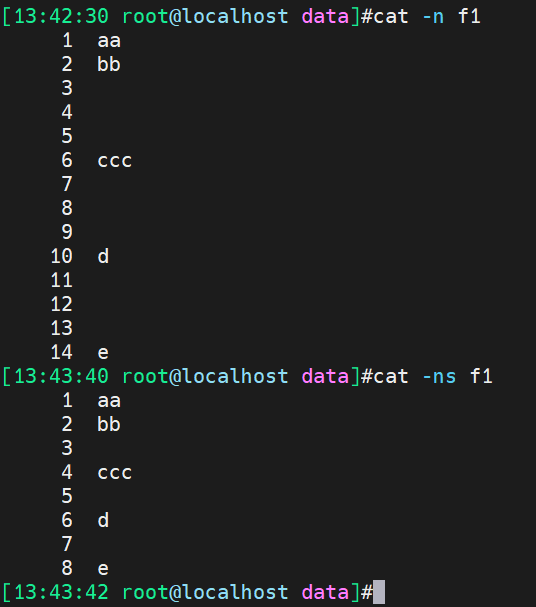 [13:42:30 root@localhost data]#cat -n f1
     1  aa
     2  bb
     3
     4
     5
     6  ccc
     7
     8
     9
    10  d
    11
    12
    13
    14  e
[13:43:40 root@localhost data]#cat -ns f1
     1  aa
     2  bb
     3
     4  ccc
     5
     6  d
     7
     8  e
[13:43:42 root@localhost data]#